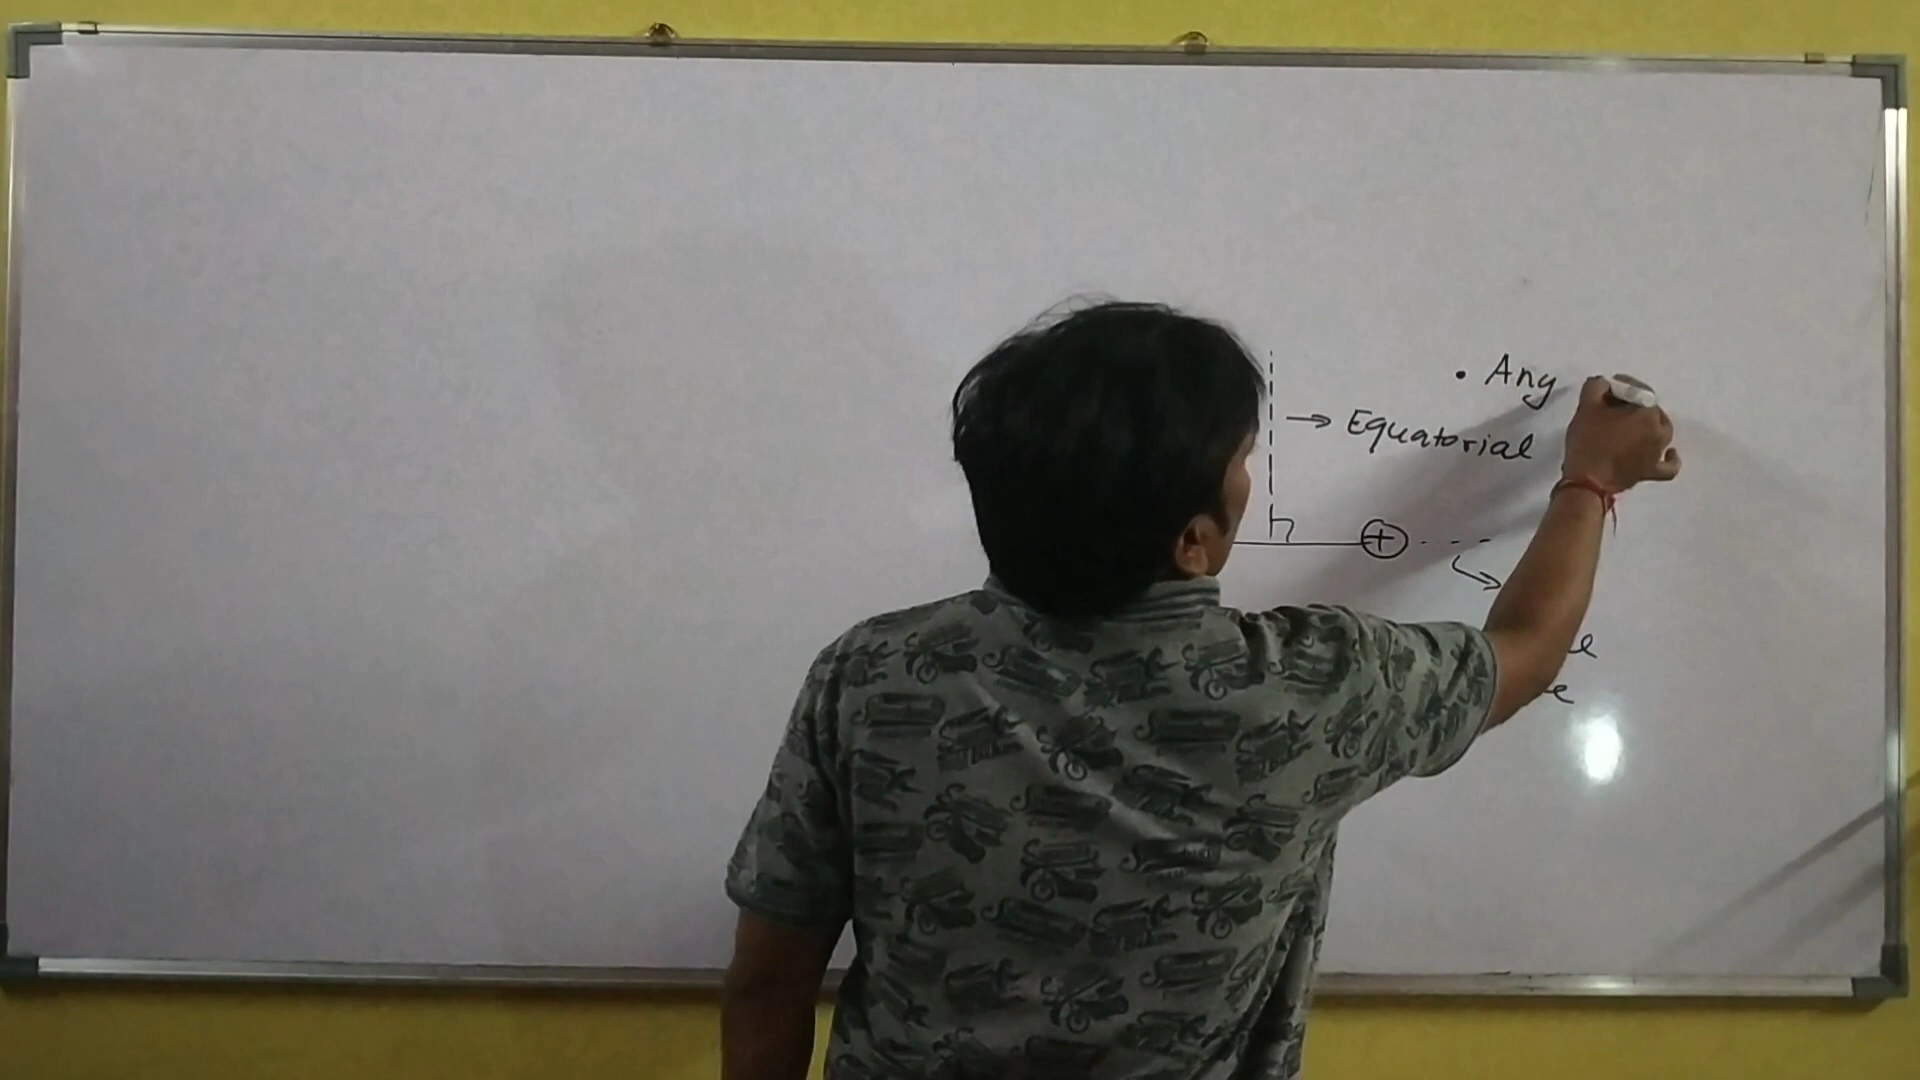 • Any
→ Equatorial
+